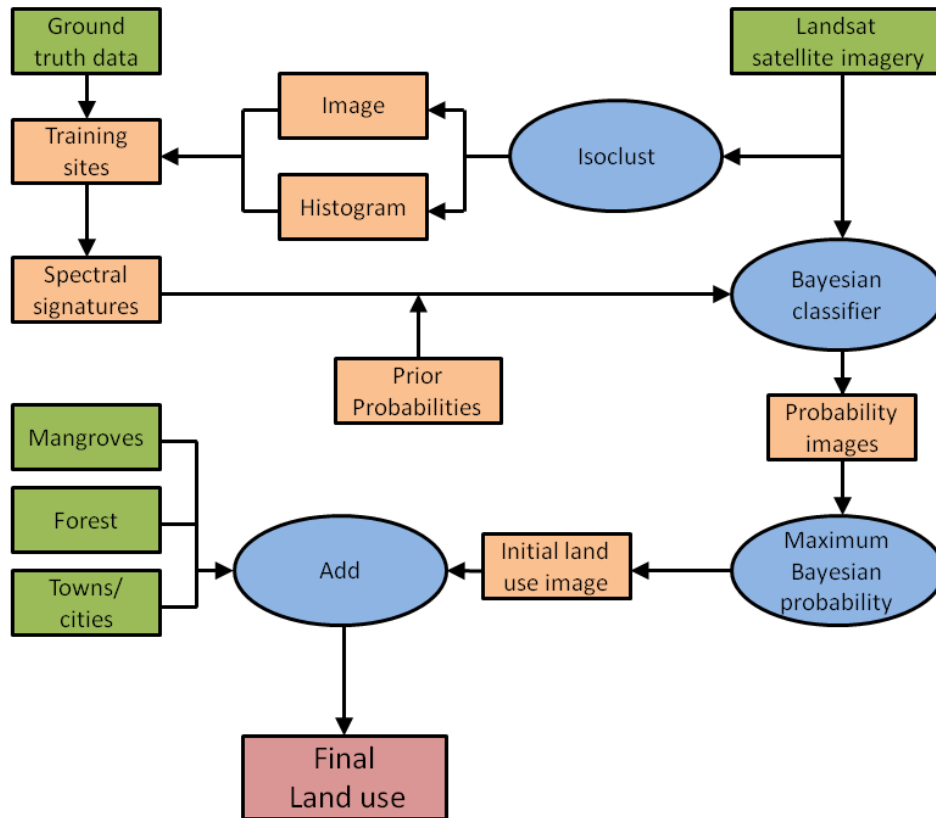 Ground
truth data
Landsat
satellite imagery
Image
Training
sites
Isoclust
Histogram
Spectral
signatures
Bayesian
classifier
Prior
Probabilities
Probability
images
Mangroves
Forest
Towns/
cities
Add
Initial land
use image
Maximum
Bayesian
probability
Final
Land use